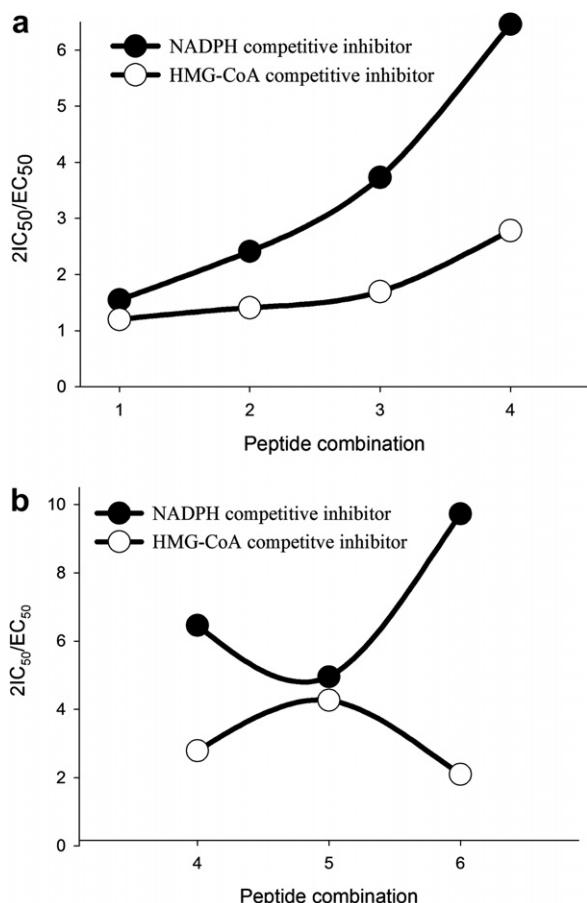 a
NADPH competitive inhibitor
HMG-CoA competitive inhibitor
6
5
4
3
2
1
0
2IC50/EC50
1 2 3 4
Peptide combination
b
NADPH competitive inhibitor
HMG-CoA competitve inhibitor
10
8
6
4
2
0
2IC50/EC50
4 5 6
Peptide combination